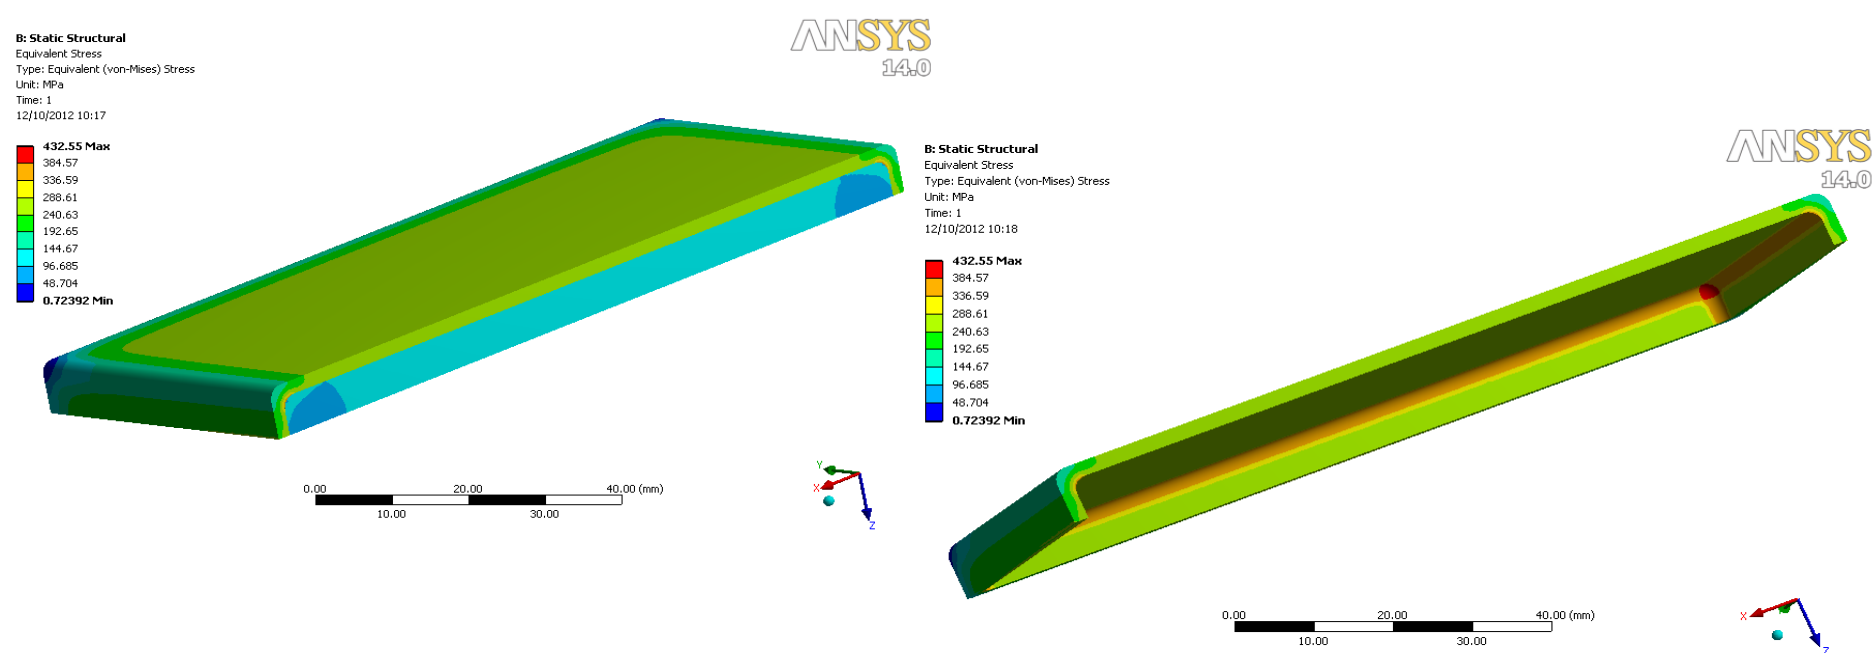 B: Static Structural
Equivalent Stress
Type: Equivalent (von-Mises) Stress
Unit: MPa
Time: 1
12/10/2012 10:17
432.55 Max
384.57
336.59
288.61
240.63
192.65
144.67
96.685
48.704
0.72392 Min
ANSYS
14.0
0.00
20.00
40.00 (mm)
10.00
30.00
Y
X
Z
B: Static Structural
Equivalent Stress
Type: Equivalent (von-Mises) Stress
Unit: MPa
Time: 1
12/10/2012 10:18
432.55 Max
384.57
336.59
288.61
240.63
192.65
144.67
96.685
48.704
0.72392 Min
ANSYS
14.0
0.00
20.00
40.00 (mm)
10.00
30.00
X
Z